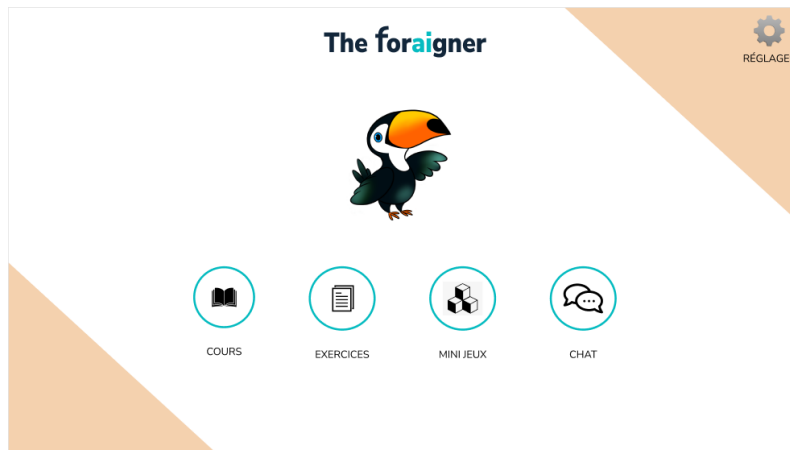 The foraigner
RÉGLAGE
COURS
EXERCICES
MINI JEUX
CHAT